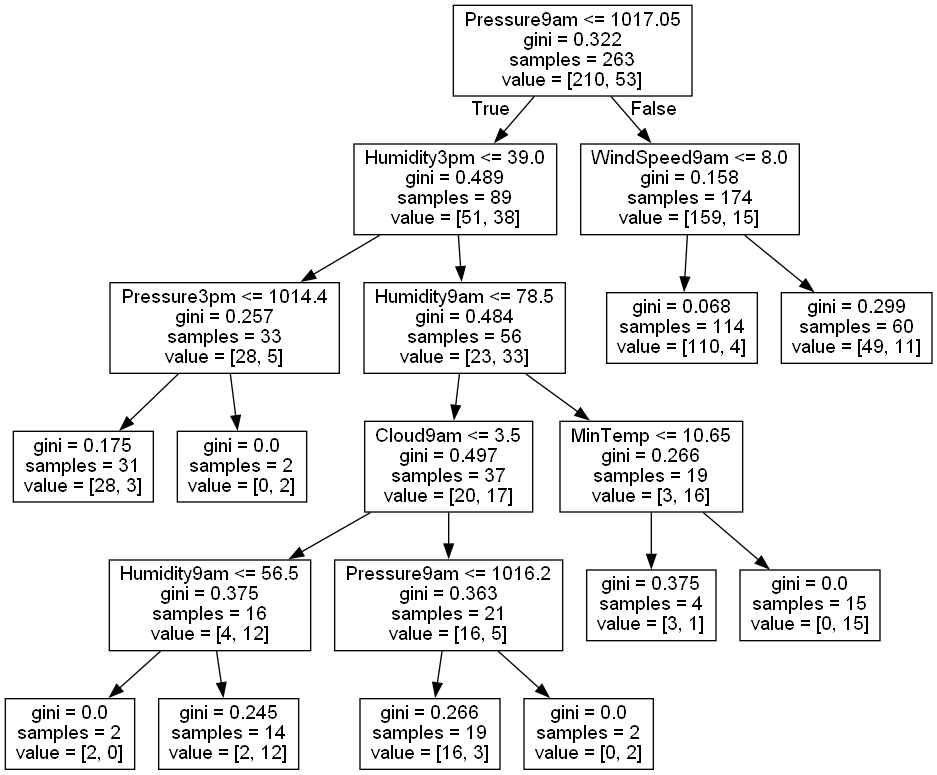 Pressure9am <= 1017.05
gini = 0.322
samples = 263
value = [210, 53]
True
False
Humidity3pm <= 39.0
gini = 0.489
samples = 89
value = [51, 38]
WindSpeed9am <= 8.0
gini = 0.158
samples = 174
value = [159, 15]
Pressure3pm <= 1014.4
gini = 0.257
samples = 33
value = [28, 5]
Humidity9am <= 78.5
gini = 0.484
samples = 56
value = [23, 33]
gini = 0.068
samples = 114
value = [110, 4]
gini = 0.299
samples = 60
value = [49, 11]
gini = 0.175
samples = 31
value = [28, 3]
gini = 0.0
samples = 2
value = [0, 2]
Cloud9am <= 3.5
gini = 0.497
samples = 37
value = [20, 17]
MinTemp <= 10.65
gini = 0.266
samples = 19
value = [3, 16]
Humidity9am <= 56.5
gini = 0.375
samples = 16
value = [4, 12]
Pressure9am <= 1016.2
gini = 0.363
samples = 21
value = [16, 5]
gini = 0.375
samples = 4
value = [3, 1]
gini = 0.0
samples = 15
value = [0, 15]
gini = 0.0
samples = 2
value = [2, 0]
gini = 0.245
samples = 14
value = [2, 12]
gini = 0.266
samples = 19
value = [16, 3]
gini = 0.0
samples = 2
value = [0, 2]